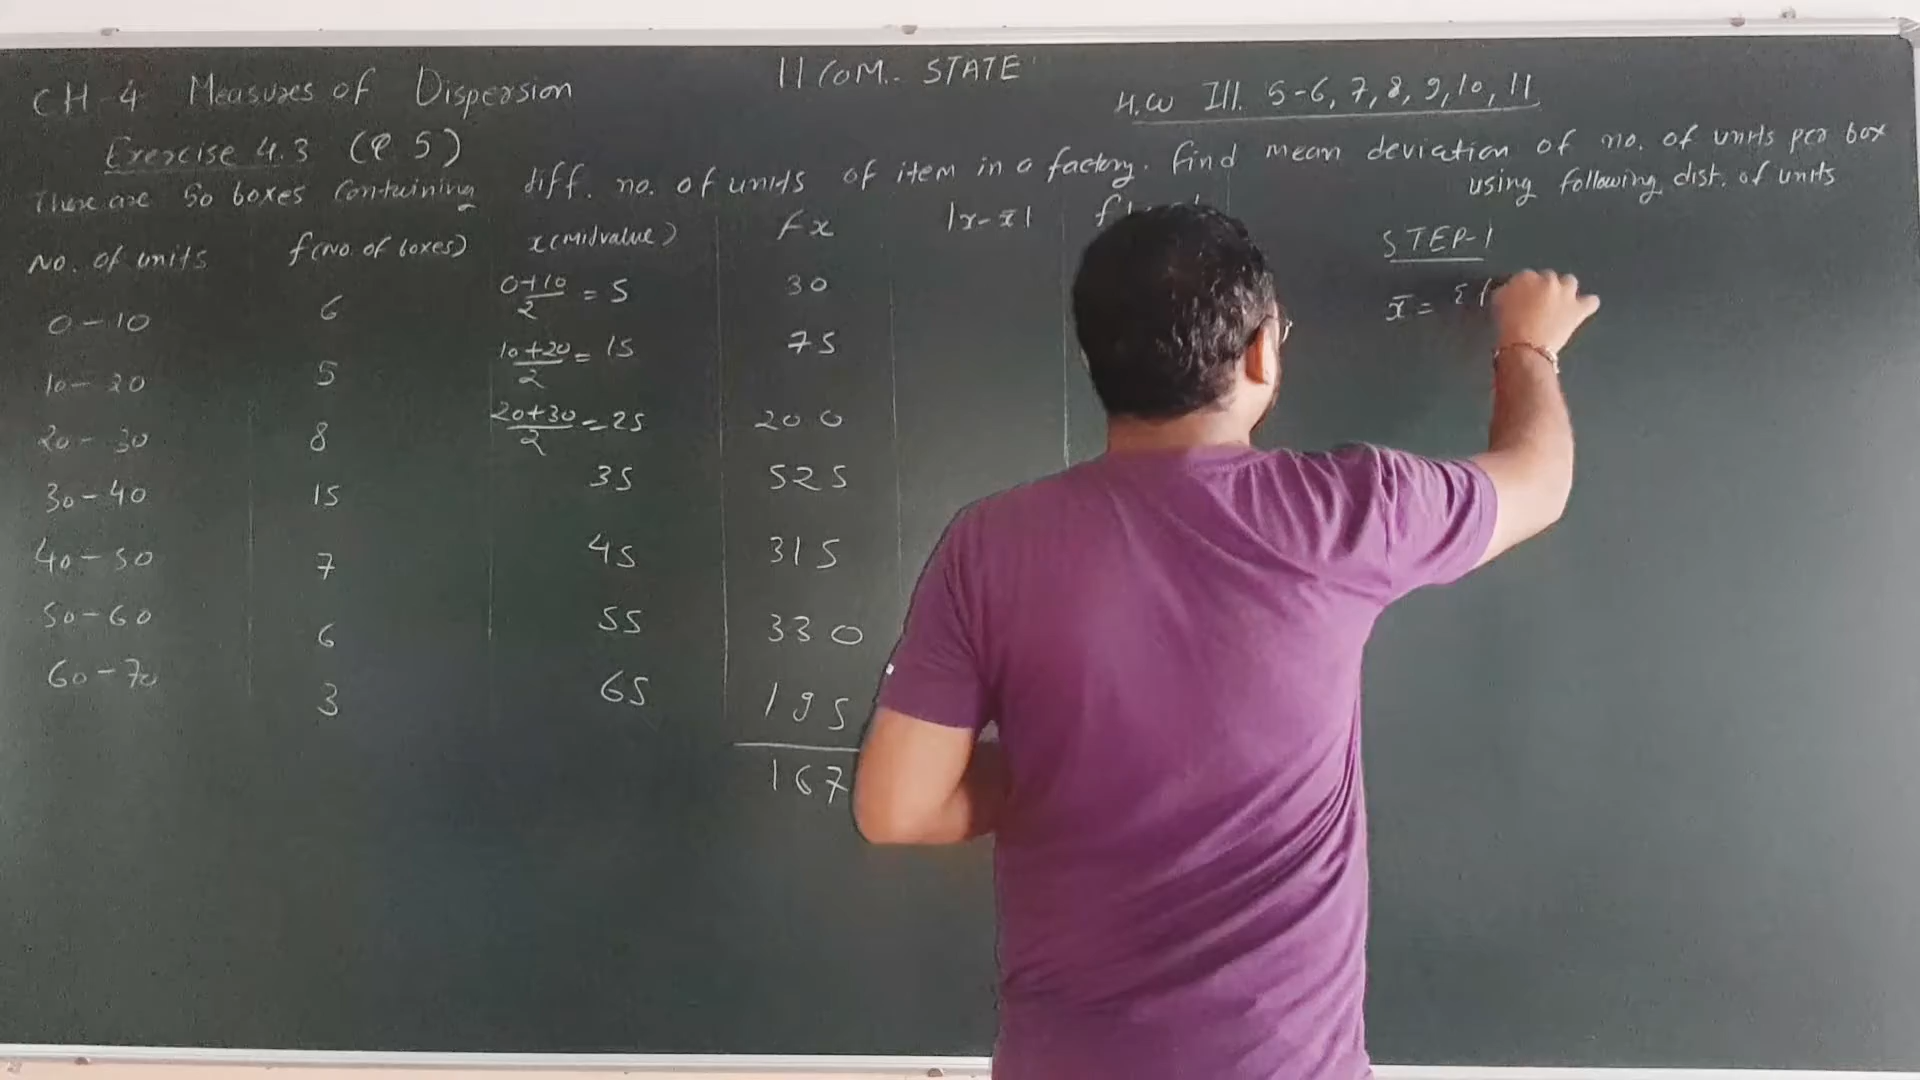 11 COM. STATE
CH-4 Measures of Dispersion
H.W Ill. 5-6, 7, 8, 9, 10, 11
Exercise 4.3 (Q 5)
There are 50 boxes containing diff. no. of units of item in a factory. Find mean deviation of no. of units per box
using following dist. of units
No. of units f(No. of boxes) x(midvalue) fx |x-x̄|
0-10 6 0+10/2 = 5 30
10-20 5 10+20/2 = 15 75
20-30 8 20+30/2 = 25 200
30-40 15 35 525
40-50 7 45 315
50-60 6 55 330
60-70 3 65 195
167
STEP-1
x̄ = Σ